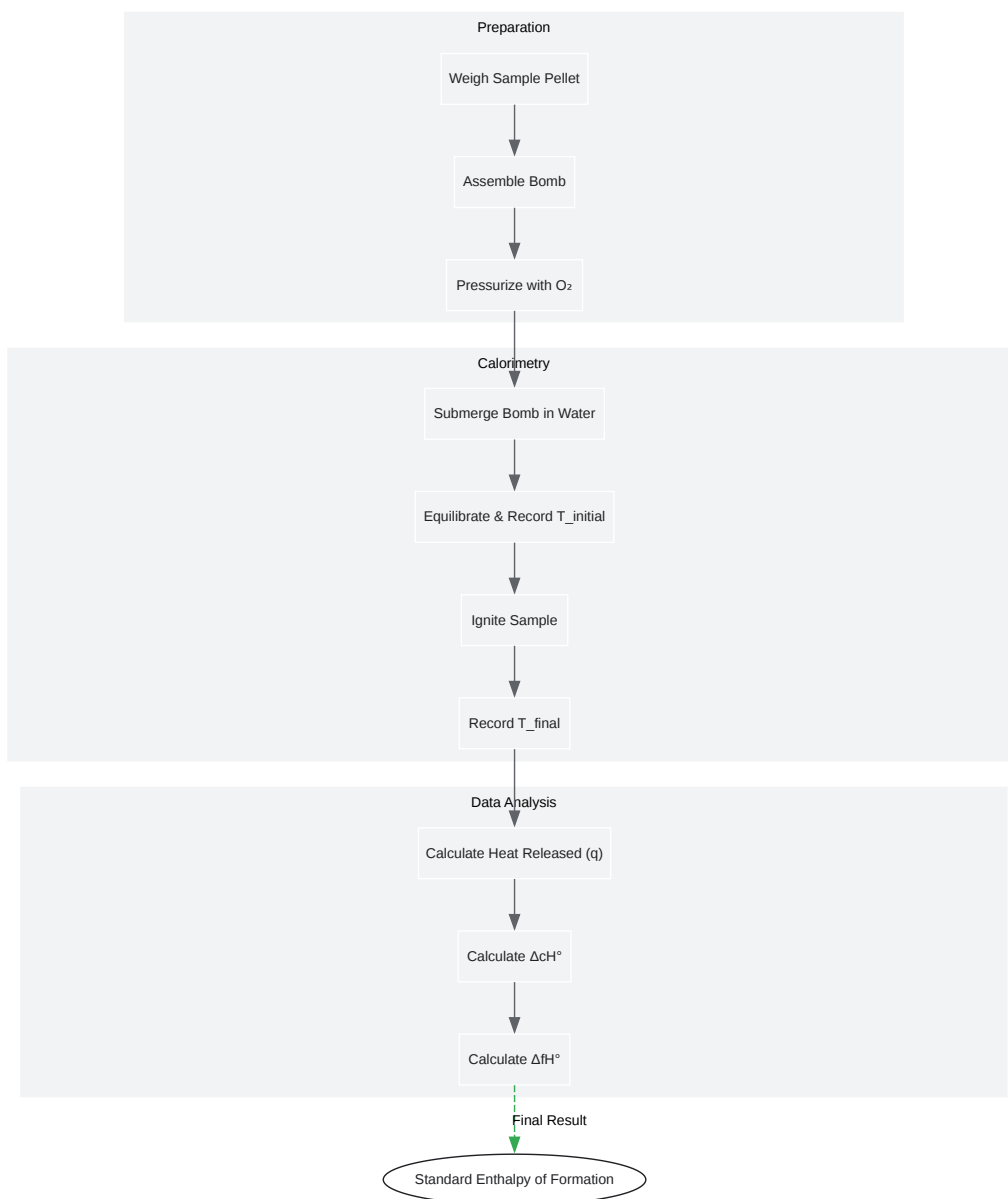 Preparation
Weigh Sample Pellet
Assemble Bomb
Pressurize with O₂
Calorimetry
Submerge Bomb in Water
Equilibrate & Record T_initial
Ignite Sample
Record T_final
Data Analysis
Calculate Heat Released (q)
Calculate ΔcH°
Calculate ΔfH°
Final Result
Standard Enthalpy of Formation